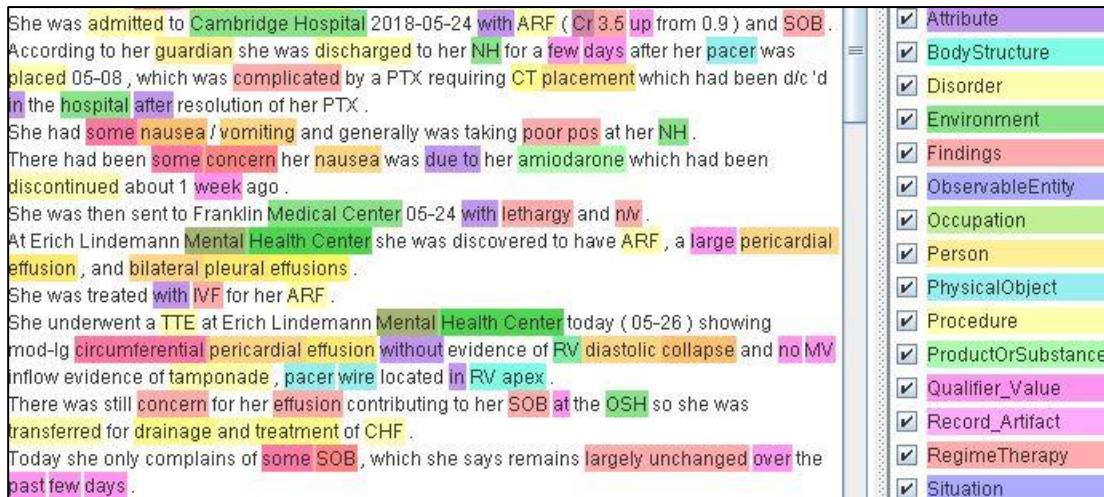 She was admitted to Cambridge Hospital 2018-05-24 with ARF ( Cr 3.5 up from 0.9 ) and SOB .
According to her guardian she was discharged to her NH for a few days after her pacer was
placed 05-08 , which was complicated by a PTX requiring CT placement which had been d/c 'd
in the hospital after resolution of her PTX .
She had some nausea / vomiting and generally was taking poor pos at her NH .
There had been some concern her nausea was due to her amiodarone which had been
discontinued about 1 week ago .
She was then sent to Franklin Medical Center 05-24 with lethargy and n/v .
At Erich Lindemann Mental Health Center she was discovered to have ARF , a large pericardial
effusion , and bilateral pleural effusions .
She was treated with IVF for her ARF .
She underwent a TTE at Erich Lindemann Mental Health Center today ( 05-26 ) showing
mod-lg circumferential pericardial effusion without evidence of RV diastolic collapse and no MV
inflow evidence of tamponade , pacer wire located in RV apex .
There was still concern for her effusion contributing to her SOB at the OSH so she was
transferred for drainage and treatment of CHF .
Today she only complains of some SOB , which she says remains largely unchanged over the
past few days .
Attribute
BodyStructure
Disorder
Environment
Findings
ObservableEntity
Occupation
Person
PhysicalObject
Procedure
ProductOrSubstance
Qualifier_Value
Record_Artifact
RegimeTherapy
Situation